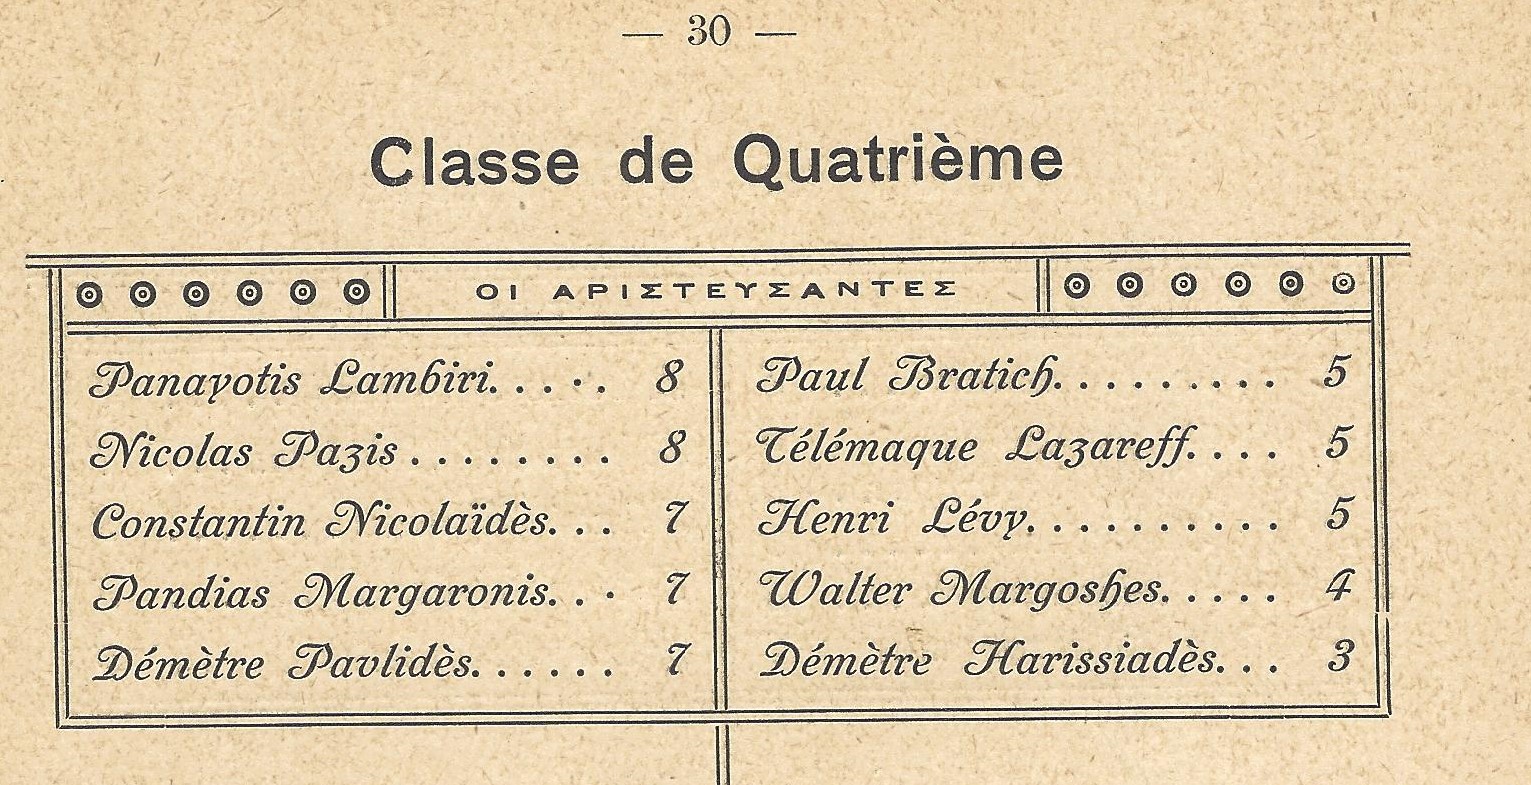 — 30 —
Classe de Quatrième
ΟΙ ΑΡΙΣΤΕΥΣΑΝΤΕΣ
Panayotis Lambiri. . . . . 8
Nicolas Pazis . . . . . . . . 8
Constantin Nicolaïdès. . . 7
Pandias Margaronis. . . 7
Démètre Pavlidès. . . . . . 7
Paul Bratich. . . . . . . . . . 5
Télémaque Lazareff. . . . 5
Henri Lévy. . . . . . . . . . . 5
Walter Margoshes. . . . . 4
Démètre Harissiadès. . . 3